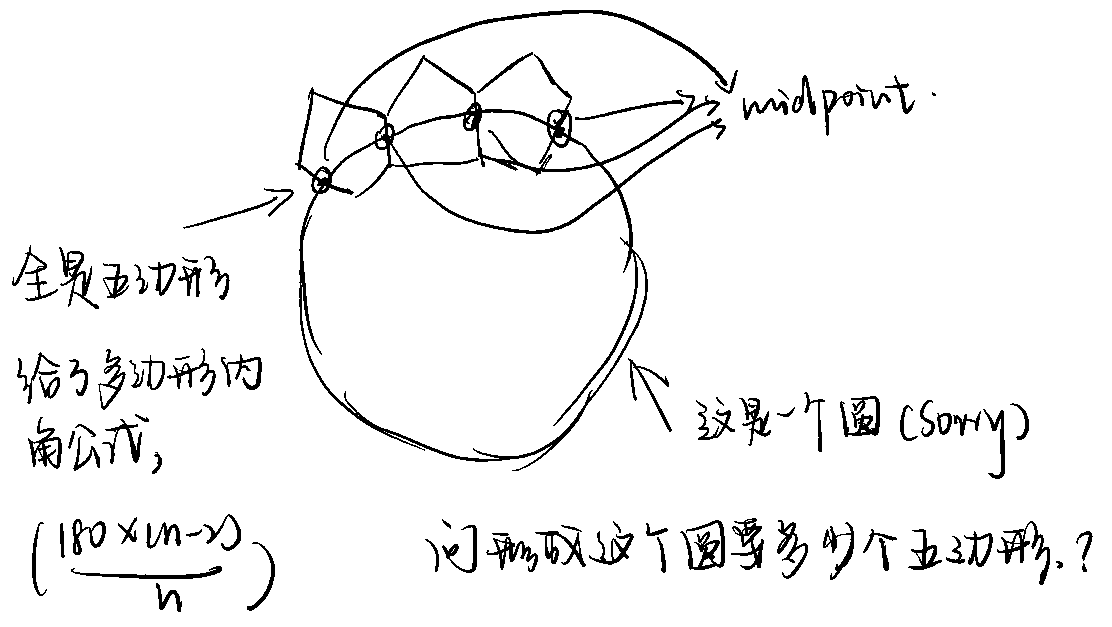 midpoint.
全是五边形
给了多边形内
角公式,
(180×(n-2)/n)
这是一个圆(Sorry)
问形成这个圆要多少个五边形.?